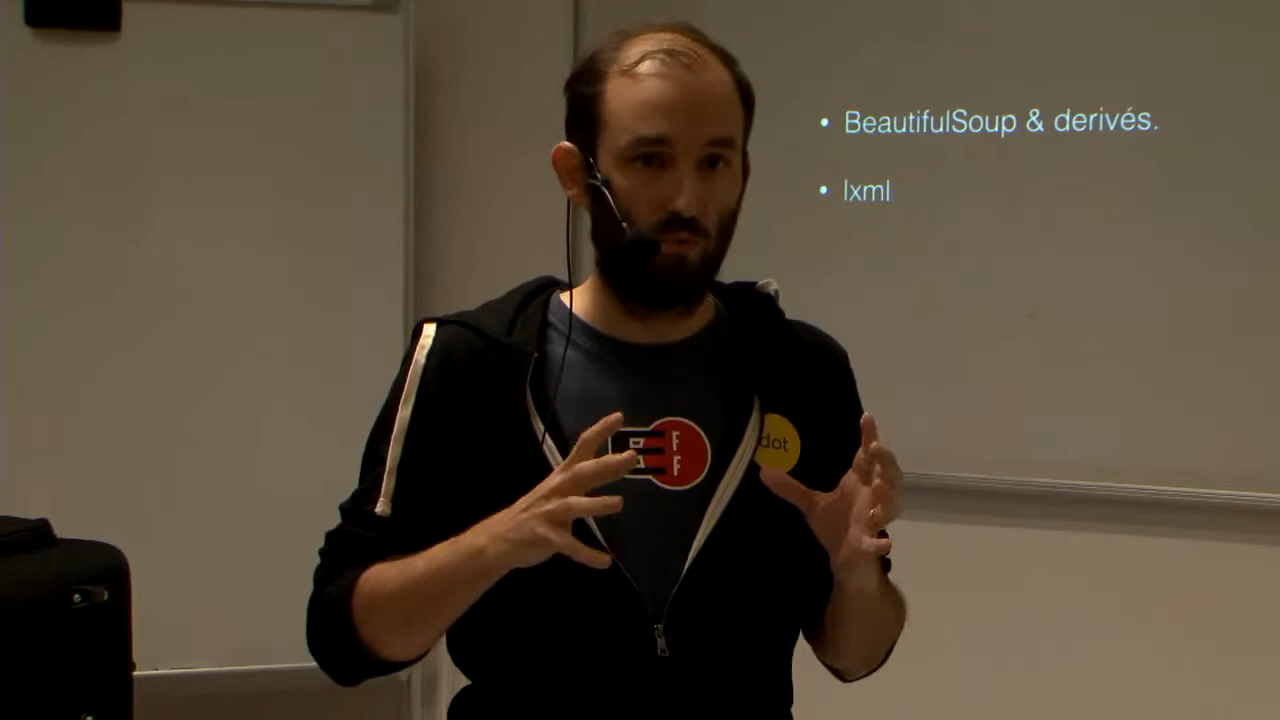 • BeautifulSoup & derivés.
• lxml
dot